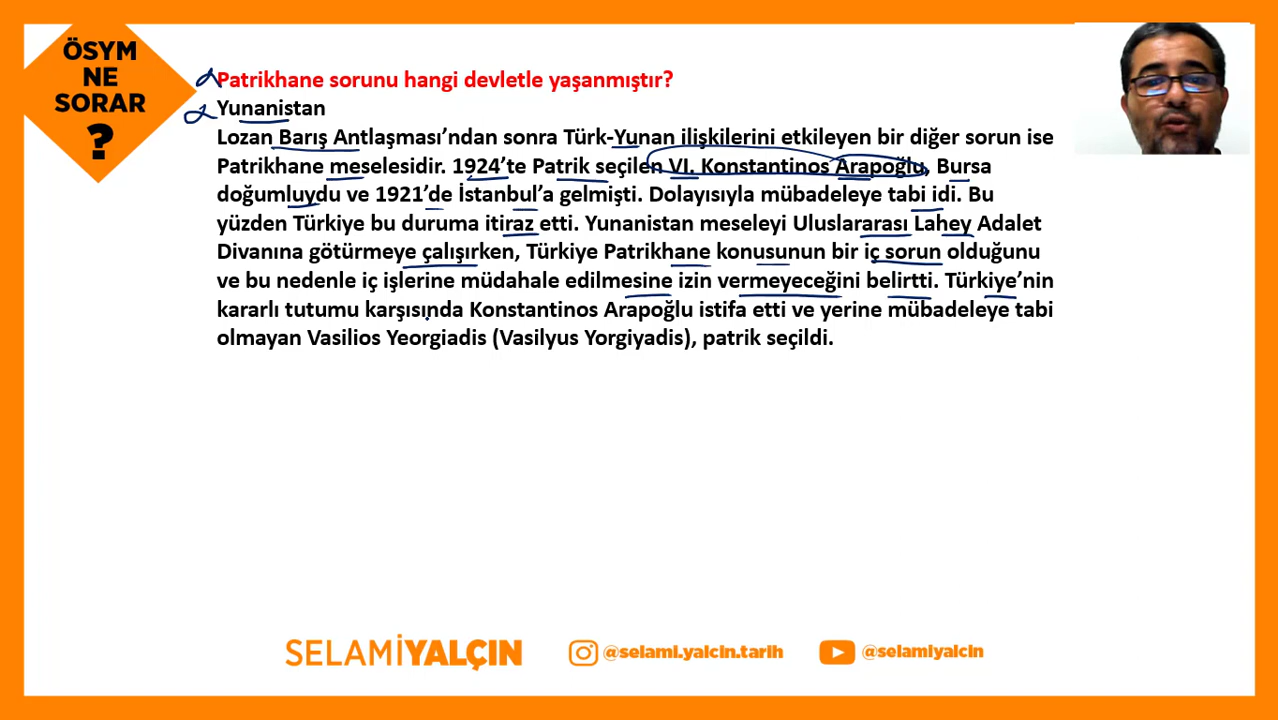 ÖSYM
NE
SORAR
?
Patrikhane sorunu hangi devletle yaşanmıştır?
Yunanistan
Lozan Barış Antlaşması'ndan sonra Türk-Yunan ilişkilerini etkileyen bir diğer sorun ise
Patrikhane meselesidir. 1924'te Patrik seçilen VI. Konstantinos Arapoğlu, Bursa
doğumluydu ve 1921'de İstanbul'a gelmişti. Dolayısıyla mübadeleye tabi idi. Bu
yüzden Türkiye bu duruma itiraz etti. Yunanistan meseleyi Uluslararası Lahey Adalet
Divanına götürmeye çalışırken, Türkiye Patrikhane konusunun bir iç sorun olduğunu
ve bu nedenle iç işlerine müdahale edilmesine izin vermeyeceğini belirtti. Türkiye'nin
kararlı tutumu karşısında Konstantinos Arapoğlu istifa etti ve yerine mübadeleye tabi
olmayan Vasilios Yeorgiadis (Vasilyus Yorgiyadis), patrik seçildi.
SELAMİYALÇIN @selami.yalcin.tarih @selamiyalcin